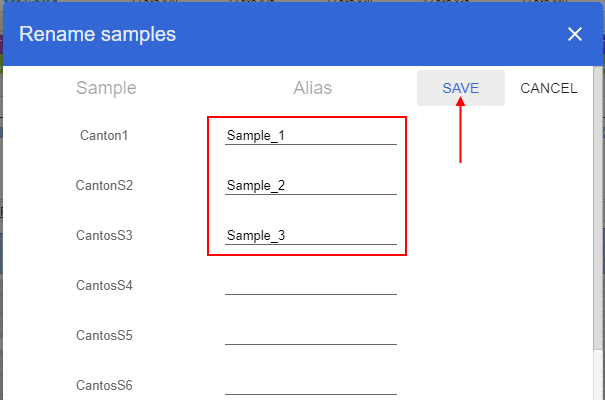 Rename samples
Sample Alias SAVE CANCEL
Canton1 Sample_1
CantonS2 Sample_2
CantosS3 Sample_3
CantosS4
CantosS5
CantosS6